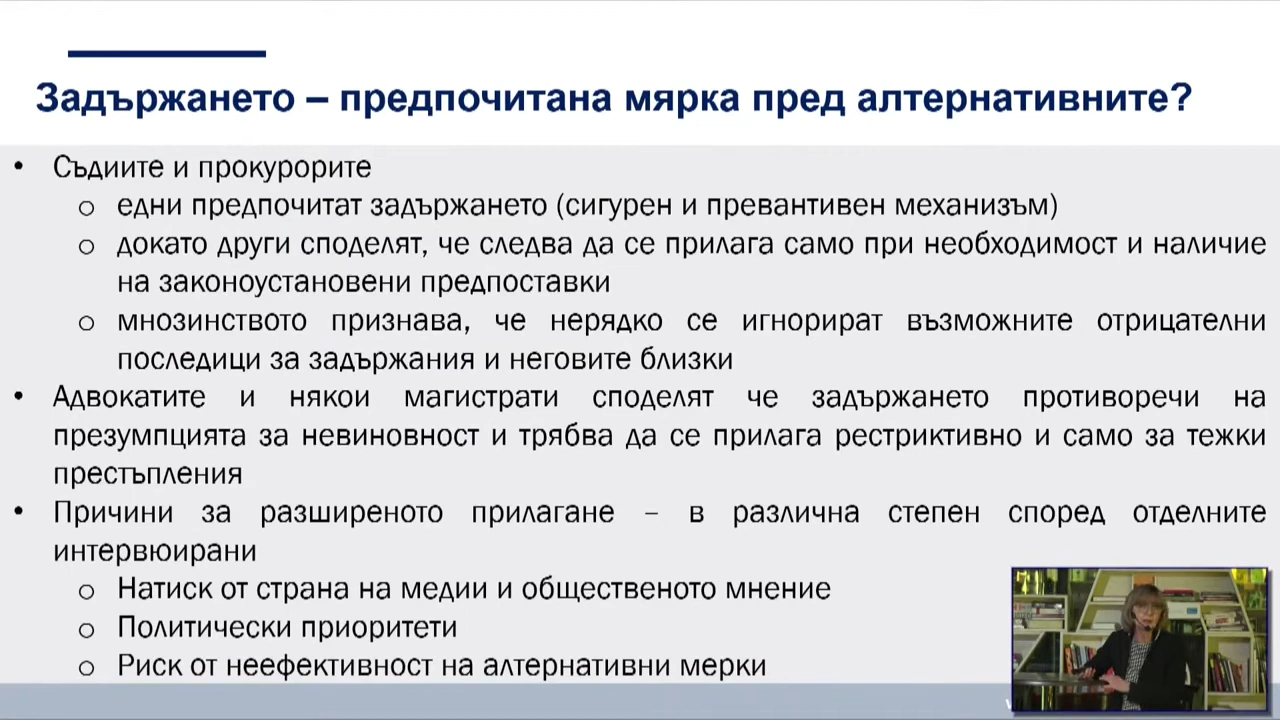 Задържането – предпочитана мярка пред алтернативните?
• Съдиите и прокурорите
o едни предпочитат задържането (сигурен и превантивен механизъм)
o докато други споделят, че следва да се прилага само при необходимост и наличие
на законоустановени предпоставки
o мнозинството признава, че нерядко се игнорират възможните отрицателни
последици за задържания и неговите близки
• Адвокатите и някои магистрати споделят че задържането противоречи на
презумпцията за невиновност и трябва да се прилага рестриктивно и само за тежки
престъпления
• Причини за разширеното прилагане – в различна степен според отделните
интервюирани
o Натиск от страна на медии и общественото мнение
o Политически приоритети
o Риск от неефективност на алтернативни мерки